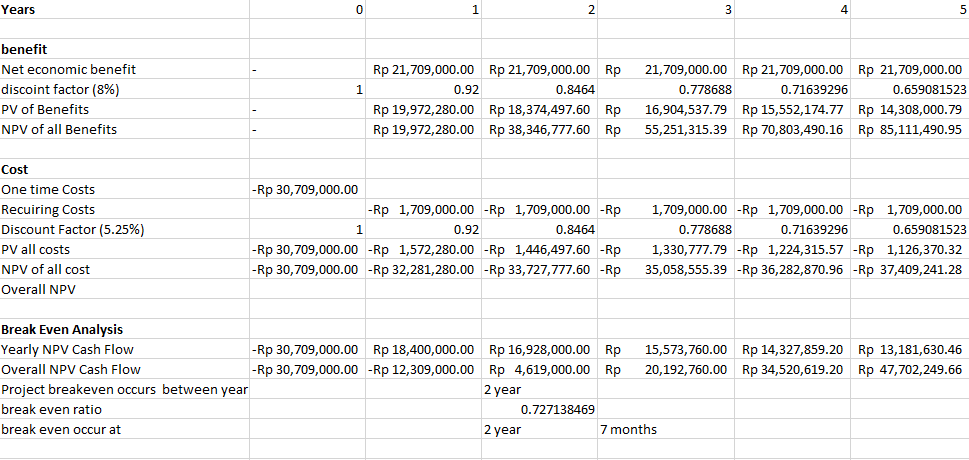 Years 0 1 2 3 4 5
benefit
Net economic benefit - Rp 21,709,000.00 Rp 21,709,000.00 Rp 21,709,000.00 Rp 21,709,000.00 Rp 21,709,000.00
discoint factor (8%) 1 0.92 0.8464 0.778688 0.71639296 0.659081523
PV of Benefits - Rp 19,972,280.00 Rp 18,374,497.60 Rp 16,904,537.79 Rp 15,552,174.77 Rp 14,308,000.79
NPV of all Benefits - Rp 19,972,280.00 Rp 38,346,777.60 Rp 55,251,315.39 Rp 70,803,490.16 Rp 85,111,490.95
Cost
One time Costs -Rp 30,709,000.00
Recuiring Costs -Rp 1,709,000.00 -Rp 1,709,000.00 -Rp 1,709,000.00 -Rp 1,709,000.00 -Rp 1,709,000.00
Discount Factor (5.25%) 1 0.92 0.8464 0.778688 0.71639296 0.659081523
PV all costs -Rp 30,709,000.00 -Rp 1,572,280.00 -Rp 1,446,497.60 -Rp 1,330,777.79 -Rp 1,224,315.57 -Rp 1,126,370.32
NPV of all cost -Rp 30,709,000.00 -Rp 32,281,280.00 -Rp 33,727,777.60 -Rp 35,058,555.39 -Rp 36,282,870.96 -Rp 37,409,241.28
Overall NPV
Break Even Analysis
Yearly NPV Cash Flow -Rp 30,709,000.00 Rp 18,400,000.00 Rp 16,928,000.00 Rp 15,573,760.00 Rp 14,327,859.20 Rp 13,181,630.46
Overall NPV Cash Flow -Rp 30,709,000.00 -Rp 12,309,000.00 Rp 4,619,000.00 Rp 20,192,760.00 Rp 34,520,619.20 Rp 47,702,249.66
Project breakeven occurs between year 2 year
break even ratio 0.727138469
break even occur at 2 year 7 months